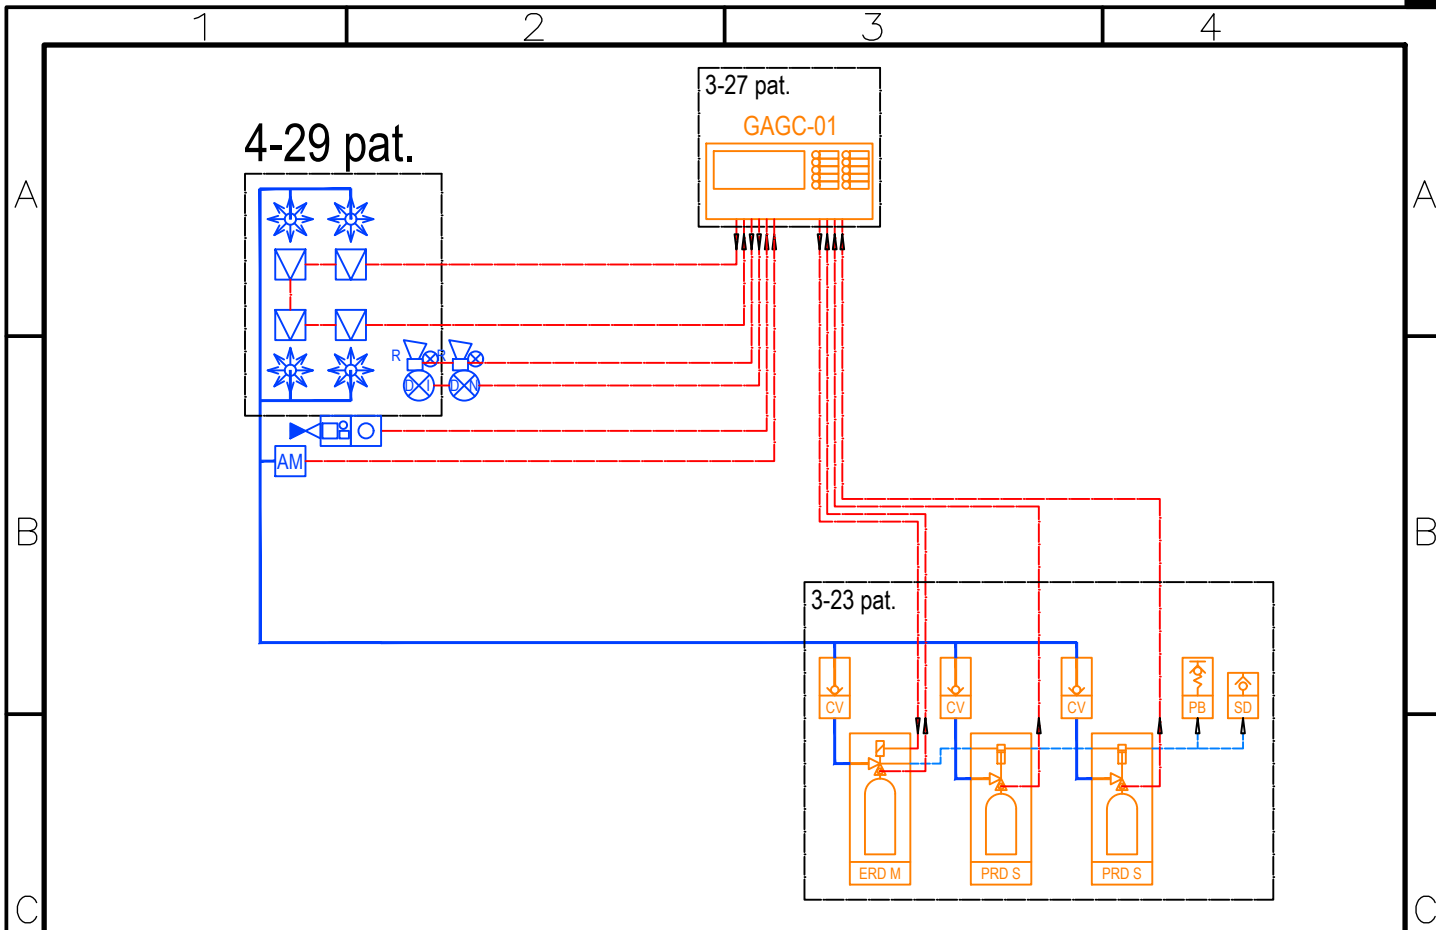 1 2 3 4
3-27 pat.
GAGC-01
4-29 pat.
A A
R R
D I D N
AM
B B
3-23 pat.
CV CV CV PB SD
ERD M PRD S PRD S
C C